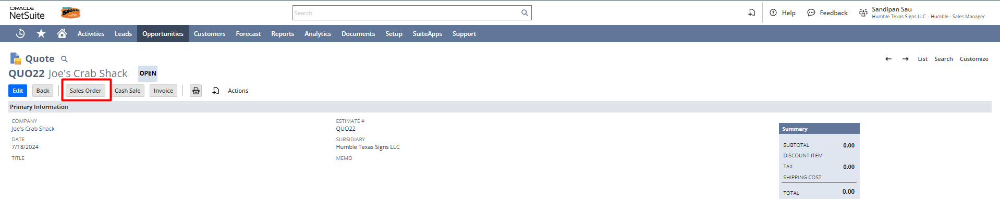 ORACLE
NetSuite
SIGNS
Search
Help
Feedback
Sandipan Sau
Humble Texas Signs LLC - Humble - Sales Manager
Activities Leads Opportunities Customers Forecast Reports Analytics Documents Setup SuiteApps Support
Quote
List Search Customize
QUO22 Joe's Crab Shack OPEN
Edit Back Sales Order Cash Sale Invoice Actions
Primary Information
COMPANY
Joe's Crab Shack
DATE
7/18/2024
TITLE
ESTIMATE #
QUO22
SUBSIDIARY
Humble Texas Signs LLC
MEMO
Summary
SUBTOTAL 0.00
DISCOUNT ITEM
TAX 0.00
SHIPPING COST
TOTAL 0.00